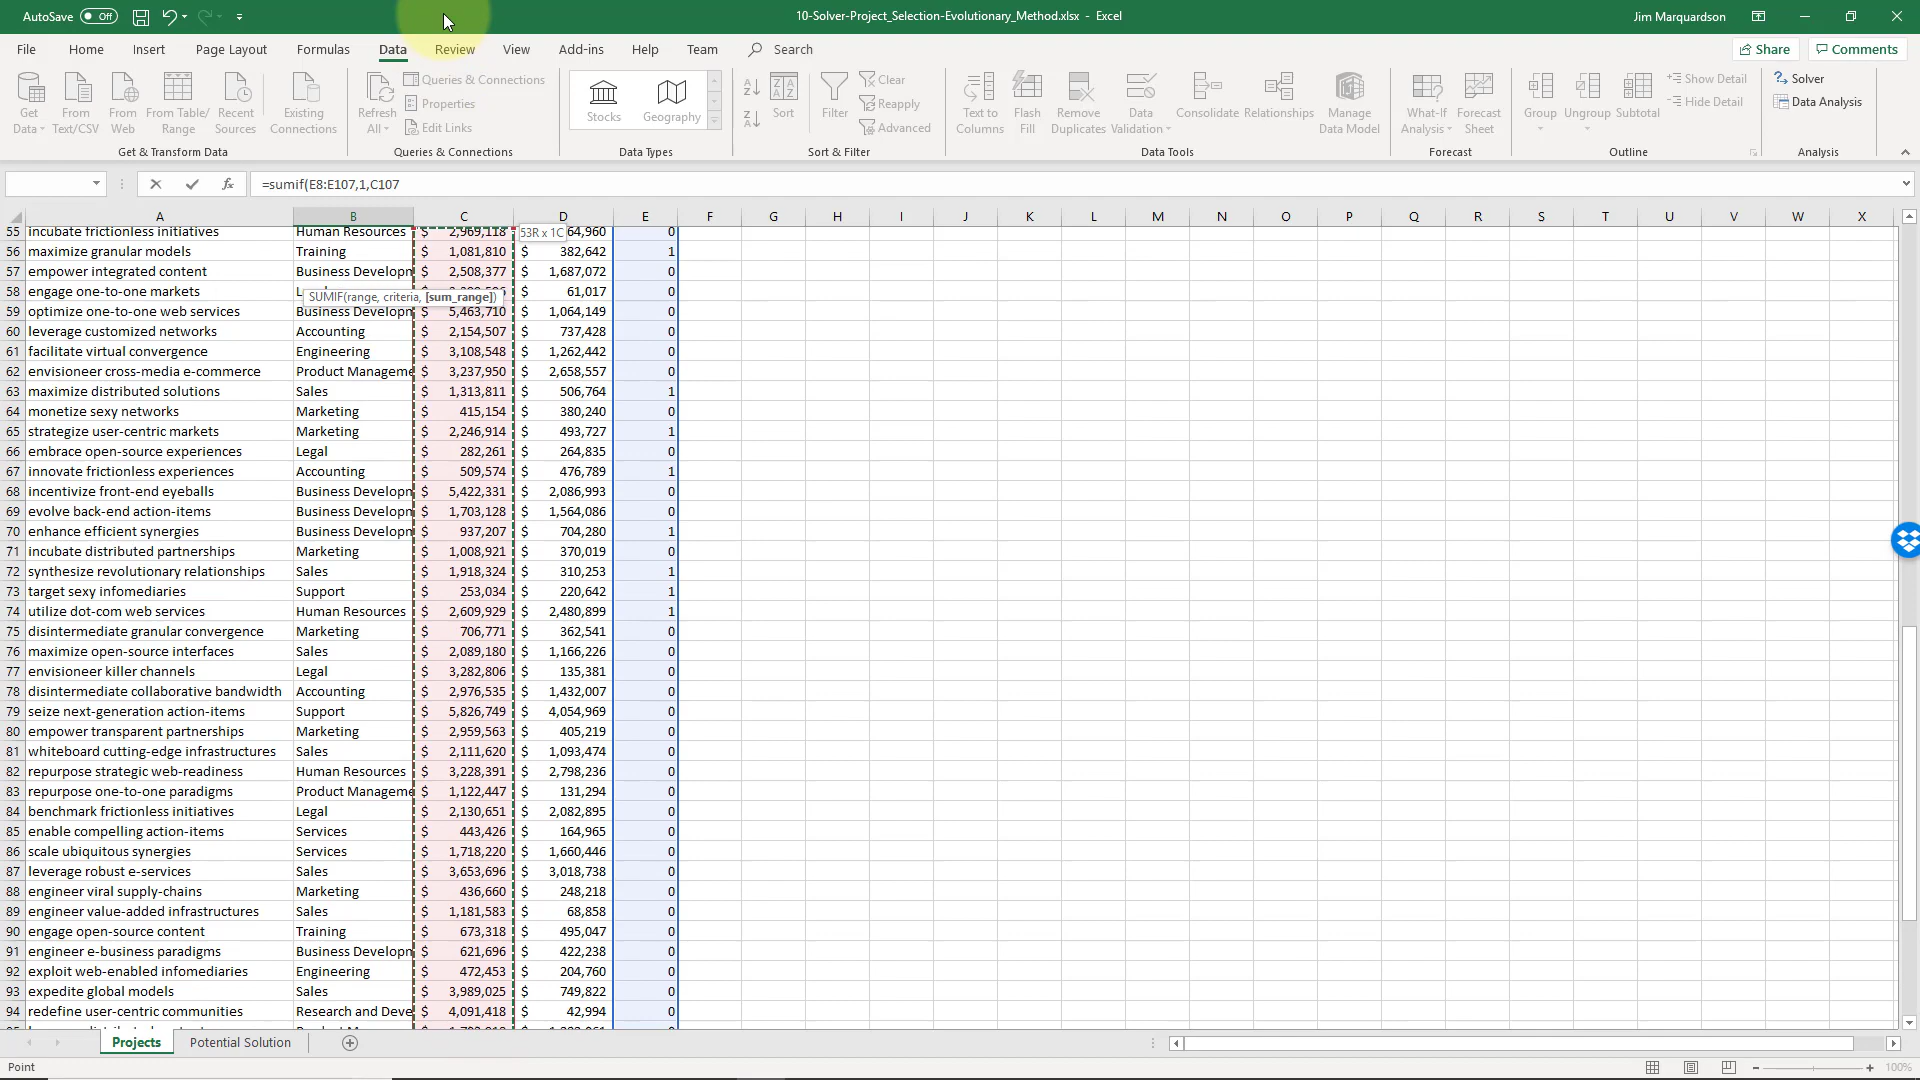 AutoSave Off 10-Solver-Project_Selection-Evolutionary_Method.xlsx - Excel Jim Marquardson
File Home Insert Page Layout Formulas Data Review View Add-ins Help Team Search Share Comments
Get Data From Text/CSV From Web From Table/ Range Recent Sources Existing Connections
Get & Transform Data
Refresh All Queries & Connections Properties Edit Links
Queries & Connections
Stocks Geography
Data Types
Sort Filter Clear Reapply Advanced
Sort & Filter
Text to Columns Flash Fill Remove Duplicates Data Validation Consolidate Relationships Manage Data Model
Data Tools
What-If Analysis Forecast Sheet
Forecast
Group Ungroup Subtotal Show Detail Hide Detail
Outline
Solver Data Analysis
Analysis
fx =sumif(E8:E107,1,C107
A B C D E F G H I J K L M N O P Q R S T U V W X
55 incubate frictionless initiatives Human Resources $ 2,969,118 53R x 1C 64,960 0
56 maximize granular models Training $ 1,081,810 $ 382,642 1
57 empower integrated content Business Developn $ 2,508,377 $ 1,687,072 0
58 engage one-to-one markets $ $ 61,017 0
SUMIF(range, criteria, [sum_range])
59 optimize one-to-one web services Business Developn $ 5,463,710 $ 1,064,149 0
60 leverage customized networks Accounting $ 2,154,507 $ 737,428 0
61 facilitate virtual convergence Engineering $ 3,108,548 $ 1,262,442 0
62 envisioneer cross-media e-commerce Product Manageme $ 3,237,950 $ 2,658,557 0
63 maximize distributed solutions Sales $ 1,313,811 $ 506,764 1
64 monetize sexy networks Marketing $ 415,154 $ 380,240 0
65 strategize user-centric markets Marketing $ 2,246,914 $ 493,727 1
66 embrace open-source experiences Legal $ 282,261 $ 264,835 0
67 innovate frictionless experiences Accounting $ 509,574 $ 476,789 1
68 incentivize front-end eyeballs Business Developn $ 5,422,331 $ 2,086,993 0
69 evolve back-end action-items Business Developn $ 1,703,128 $ 1,564,086 0
70 enhance efficient synergies Business Developn $ 937,207 $ 704,280 1
71 incubate distributed partnerships Marketing $ 1,008,921 $ 370,019 0
72 synthesize revolutionary relationships Sales $ 1,918,324 $ 310,253 1
73 target sexy infomediaries Support $ 253,034 $ 220,642 1
74 utilize dot-com web services Human Resources $ 2,609,929 $ 2,480,899 1
75 disintermediate granular convergence Marketing $ 706,771 $ 362,541 0
76 maximize open-source interfaces Sales $ 2,089,180 $ 1,166,226 0
77 envisioneer killer channels Legal $ 3,282,806 $ 135,381 0
78 disintermediate collaborative bandwidth Accounting $ 2,976,535 $ 1,432,007 0
79 seize next-generation action-items Support $ 5,826,749 $ 4,054,969 0
80 empower transparent partnerships Marketing $ 2,959,563 $ 405,219 0
81 whiteboard cutting-edge infrastructures Sales $ 2,111,620 $ 1,093,474 0
82 repurpose strategic web-readiness Human Resources $ 3,228,391 $ 2,798,236 0
83 repurpose one-to-one paradigms Product Manageme $ 1,122,447 $ 131,294 0
84 benchmark frictionless initiatives Legal $ 2,130,651 $ 2,082,895 0
85 enable compelling action-items Services $ 443,426 $ 164,965 0
86 scale ubiquitous synergies Services $ 1,718,220 $ 1,660,446 0
87 leverage robust e-services Sales $ 3,653,696 $ 3,018,738 0
88 engineer viral supply-chains Marketing $ 436,660 $ 248,218 0
89 engineer value-added infrastructures Sales $ 1,181,583 $ 68,858 0
90 engage open-source content Training $ 673,318 $ 495,047 0
91 engineer e-business paradigms Business Developn $ 621,696 $ 422,238 0
92 exploit web-enabled infomediaries Engineering $ 472,453 $ 204,760 0
93 expedite global models Sales $ 3,989,025 $ 749,822 0
94 redefine user-centric communities Research and Deve $ 4,091,418 $ 42,994 0
Projects Potential Solution
Point 100%